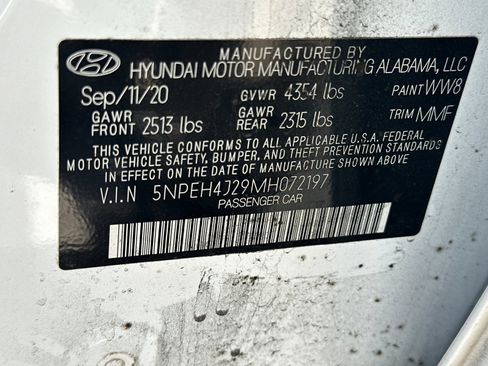 MANUFACTURED BY
HYUNDAI MOTOR MANUFACTURING ALABAMA, LLC
Sep/11/20 GVWR 4354 lbs PAINT WW8
GAWR FRONT 2513 lbs GAWR REAR 2315 lbs TRIM MMF
THIS VEHICLE CONFORMS TO ALL APPLICABLE U.S.A. FEDERAL
MOTOR VEHICLE SAFETY, BUMPER, AND THEFT PREVENTION STANDARDS
IN EFFECT ON THE DATE OF MANUFACTURE SHOWN ABOVE.
V.I.N 5NPEH4J29MH072197
PASSENGER CAR